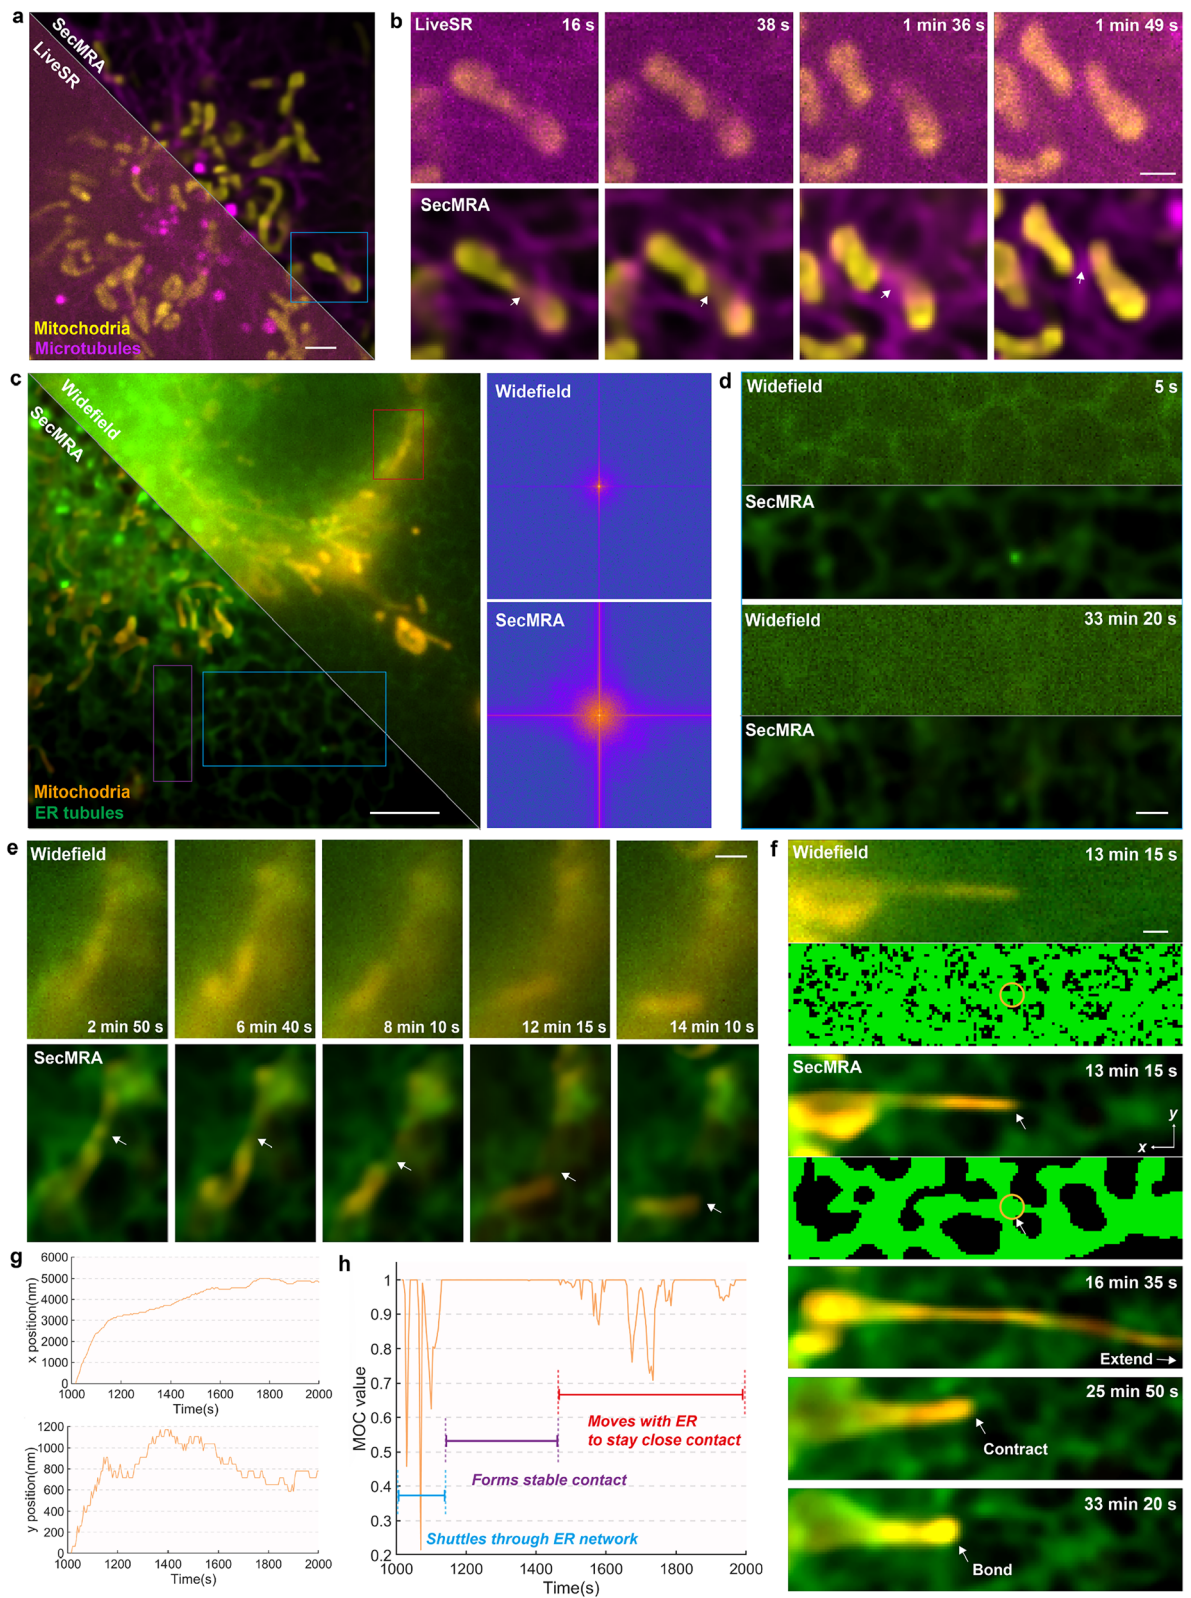 a
SecMRA
LiveSR
Mitochodria
Microtubules
b
LiveSR
16 s
38 s
1 min 36 s
1 min 49 s
SecMRA
c
Widefield
SecMRA
Mitochodria
ER tubules
Widefield
SecMRA
d
Widefield
5 s
SecMRA
Widefield
33 min 20 s
SecMRA
e
Widefield
2 min 50 s
6 min 40 s
8 min 10 s
12 min 15 s
14 min 10 s
SecMRA
f
Widefield
13 min 15 s
SecMRA
13 min 15 s
y
x
16 min 35 s
Extend
25 min 50 s
Contract
33 min 20 s
Bond
g
x position(nm)
6000
5000
4000
3000
2000
1000
0
1000 1200 1400 1600 1800 2000
Time(s)
y position(nm)
1200
1000
800
600
400
200
0
1000 1200 1400 1600 1800 2000
Time(s)
h
MOC value
1
0.9
0.8
0.7
0.6
0.5
0.4
0.3
0.2
Moves with ER
to stay close contact
Forms stable contact
Shuttles through ER network
1000 1200 1400 1600 1800 2000
Time(s)